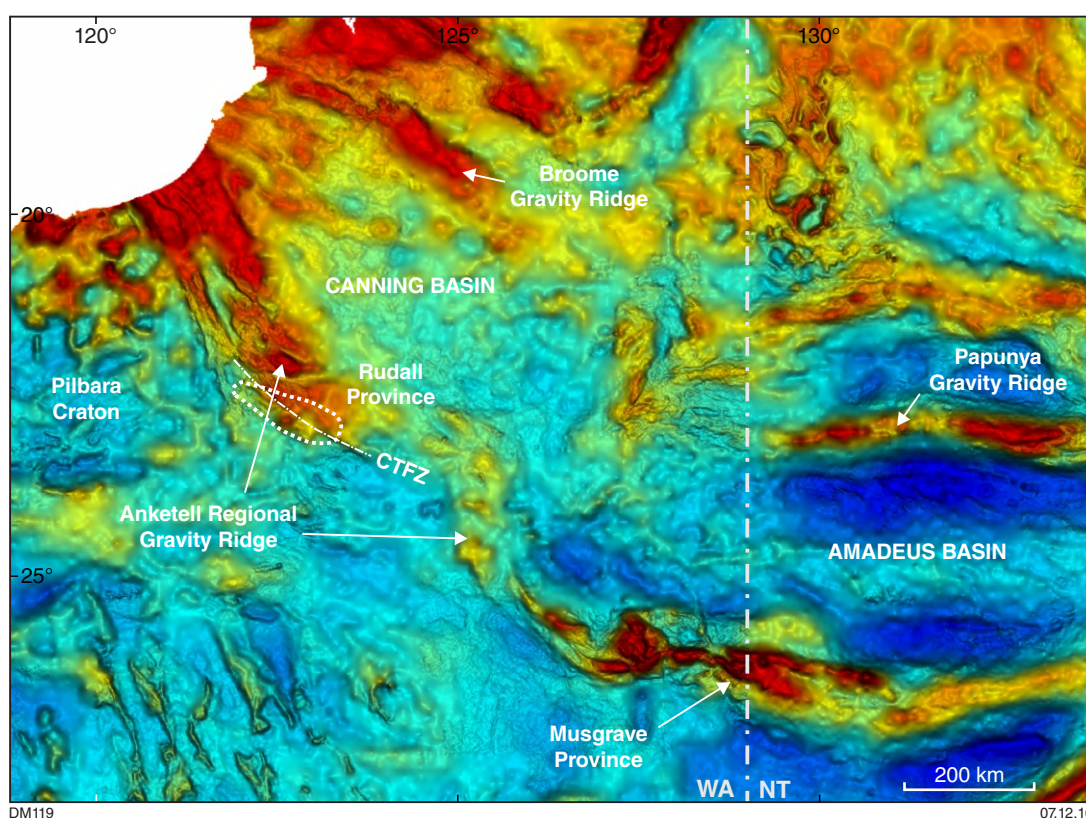 120°
125°
130°
20°
25°
Broome
Gravity Ridge
CANNING BASIN
Pilbara
Craton
Rudall
Province
Papunya
Gravity Ridge
CTFZ
Anketell Regional
Gravity Ridge
AMADEUS BASIN
Musgrave
Province
WA NT
200 km
DM119